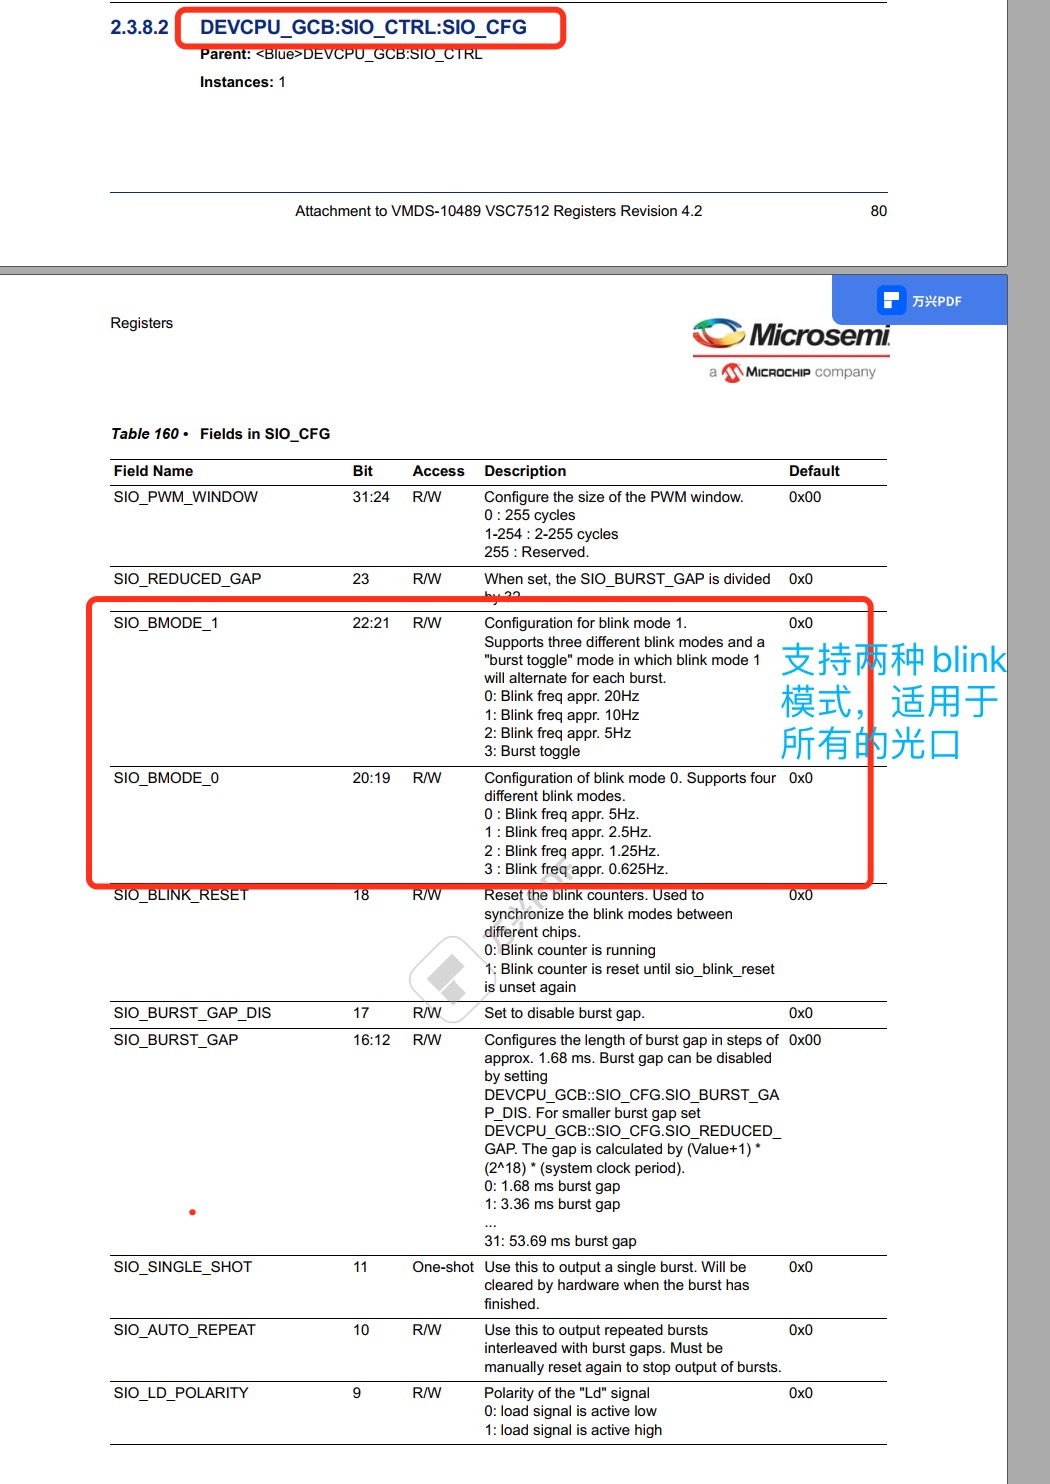 2.3.8.2 DEVCPU_GCB:SIO_CTRL:SIO_CFG
Parent: <Blue>DEVCPU_GCB:SIO_CTRL
Instances: 1
Attachment to VMDS-10489 VSC7512 Registers Revision 4.2 80
万兴PDF
Registers
Microsemi.
a MICROCHIP company
Table 160 • Fields in SIO_CFG
Field Name Bit Access Description Default
SIO_PWM_WINDOW 31:24 R/W Configure the size of the PWM window. 0x00
0 : 255 cycles
1-254 : 2-255 cycles
255 : Reserved.
SIO_REDUCED_GAP 23 R/W When set, the SIO_BURST_GAP is divided 0x0
by 32
SIO_BMODE_1 22:21 R/W Configuration for blink mode 1. 0x0
Supports three different blink modes and a
"burst toggle" mode in which blink mode 1
will alternate for each burst.
0: Blink freq appr. 20Hz
1: Blink freq appr. 10Hz
2: Blink freq appr. 5Hz
3: Burst toggle
支持两种 blink
模式，适用于
所有的光口
SIO_BMODE_0 20:19 R/W Configuration of blink mode 0. Supports four 0x0
different blink modes.
0 : Blink freq appr. 5Hz.
1 : Blink freq appr. 2.5Hz.
2 : Blink freq appr. 1.25Hz.
3 : Blink freq appr. 0.625Hz.
SIO_BLINK_RESET 18 R/W Reset the blink counters. Used to 0x0
synchronize the blink modes between
different chips.
0: Blink counter is running
1: Blink counter is reset until sio_blink_reset
is unset again
万兴PDF
SIO_BURST_GAP_DIS 17 R/W Set to disable burst gap. 0x0
SIO_BURST_GAP 16:12 R/W Configures the length of burst gap in steps of 0x00
approx. 1.68 ms. Burst gap can be disabled
by setting
DEVCPU_GCB::SIO_CFG.SIO_BURST_GA
P_DIS. For smaller burst gap set
DEVCPU_GCB::SIO_CFG.SIO_REDUCED_
GAP. The gap is calculated by (Value+1) *
(2^18) * (system clock period).
0: 1.68 ms burst gap
1: 3.36 ms burst gap
...
31: 53.69 ms burst gap
SIO_SINGLE_SHOT 11 One-shot Use this to output a single burst. Will be 0x0
cleared by hardware when the burst has
finished.
SIO_AUTO_REPEAT 10 R/W Use this to output repeated bursts 0x0
interleaved with burst gaps. Must be
manually reset again to stop output of bursts.
SIO_LD_POLARITY 9 R/W Polarity of the "Ld" signal 0x0
0: load signal is active low
1: load signal is active high